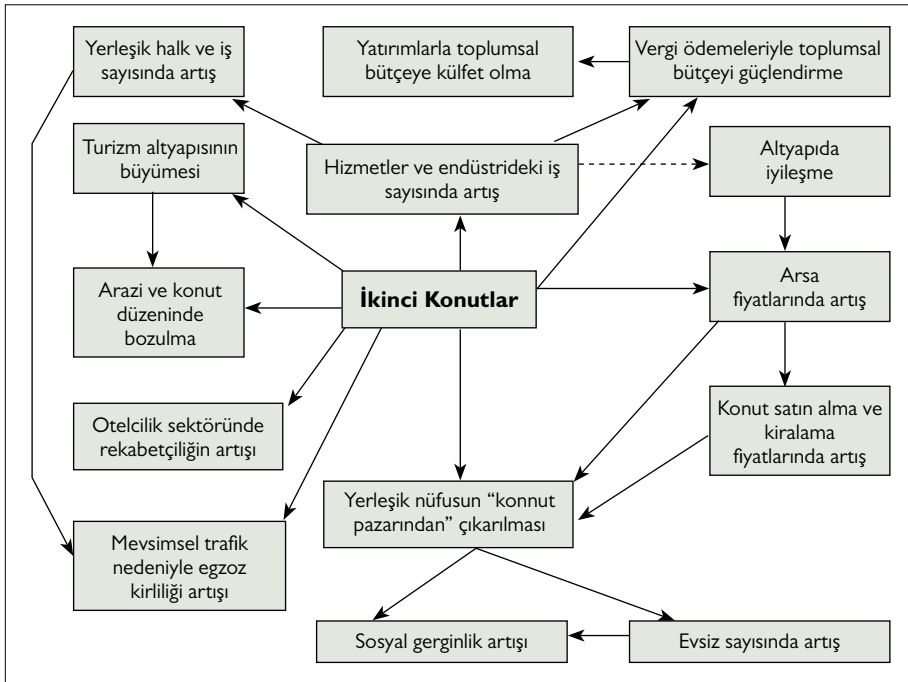 Yerleşik halk ve iş
sayısında artış
Yatırımlarla toplumsal
bütçeye külfet olma
Vergi ödemeleriyle toplumsal
bütçeyi güçlendirme
Turizm altyapısının
büyümesi
Hizmetler ve endüstrideki iş
sayısında artış
Altyapıda
iyileşme
Arazi ve konut
düzeninde
bozulma
İkinci Konutlar
Arsa
fiyatlarında artış
Otelcilik sektöründe
rekabetçiliğin artışı
Konut satın alma ve
kiralama
fiyatlarında artış
Yerleşik nüfusun “konnut
pazarından” çıkarılması
Mevsimsel trafik
nedeniyle egzoz
kirliliği artışı
Sosyal gerginlik artışı
Evsiz sayısında artış